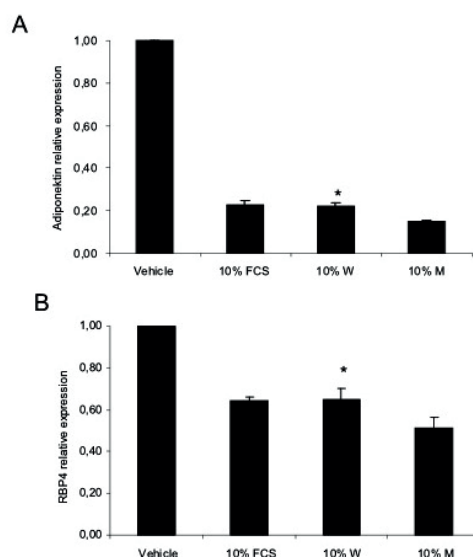 A
Adiponektin relative expression
1,00
0,80
0,60
0,40
0,20
0,00
*
Vehicle 10% FCS 10% W 10% M
B
RBP4 relative expression
1,00
0,80
0,60
0,40
0,20
0,00
*
Vehicle 10% FCS 10% W 10% M